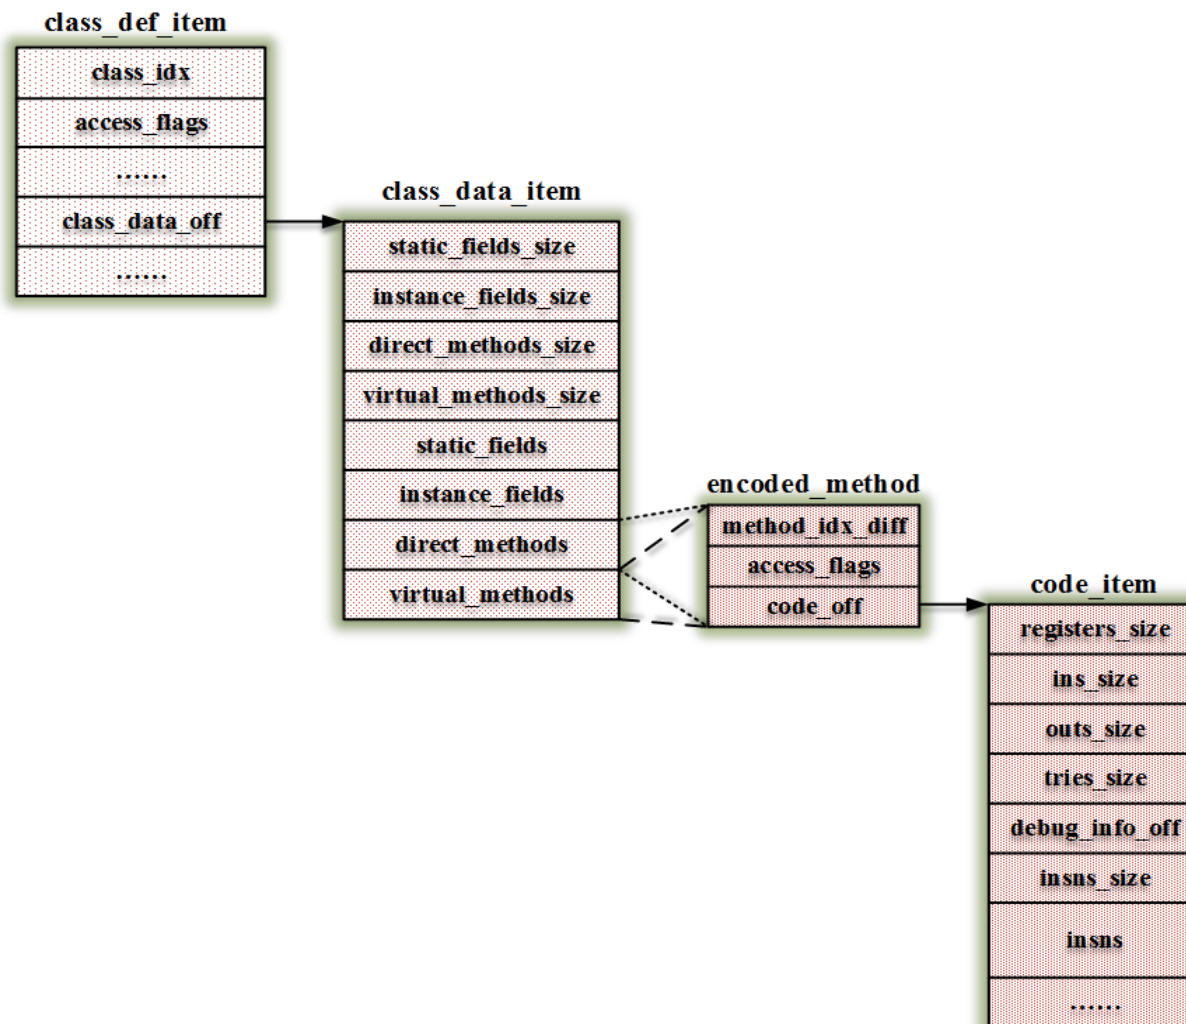 class_def_item
class_idx
access_flags
......
class_data_off
......
class_data_item
static_fields_size
instance_fields_size
direct_methods_size
virtual_methods_size
static_fields
instance_fields
direct_methods
virtual_methods
encoded_method
method_idx_diff
access_flags
code_off
code_item
registers_size
ins_size
outs_size
tries_size
debug_info_off
insns_size
insns
......